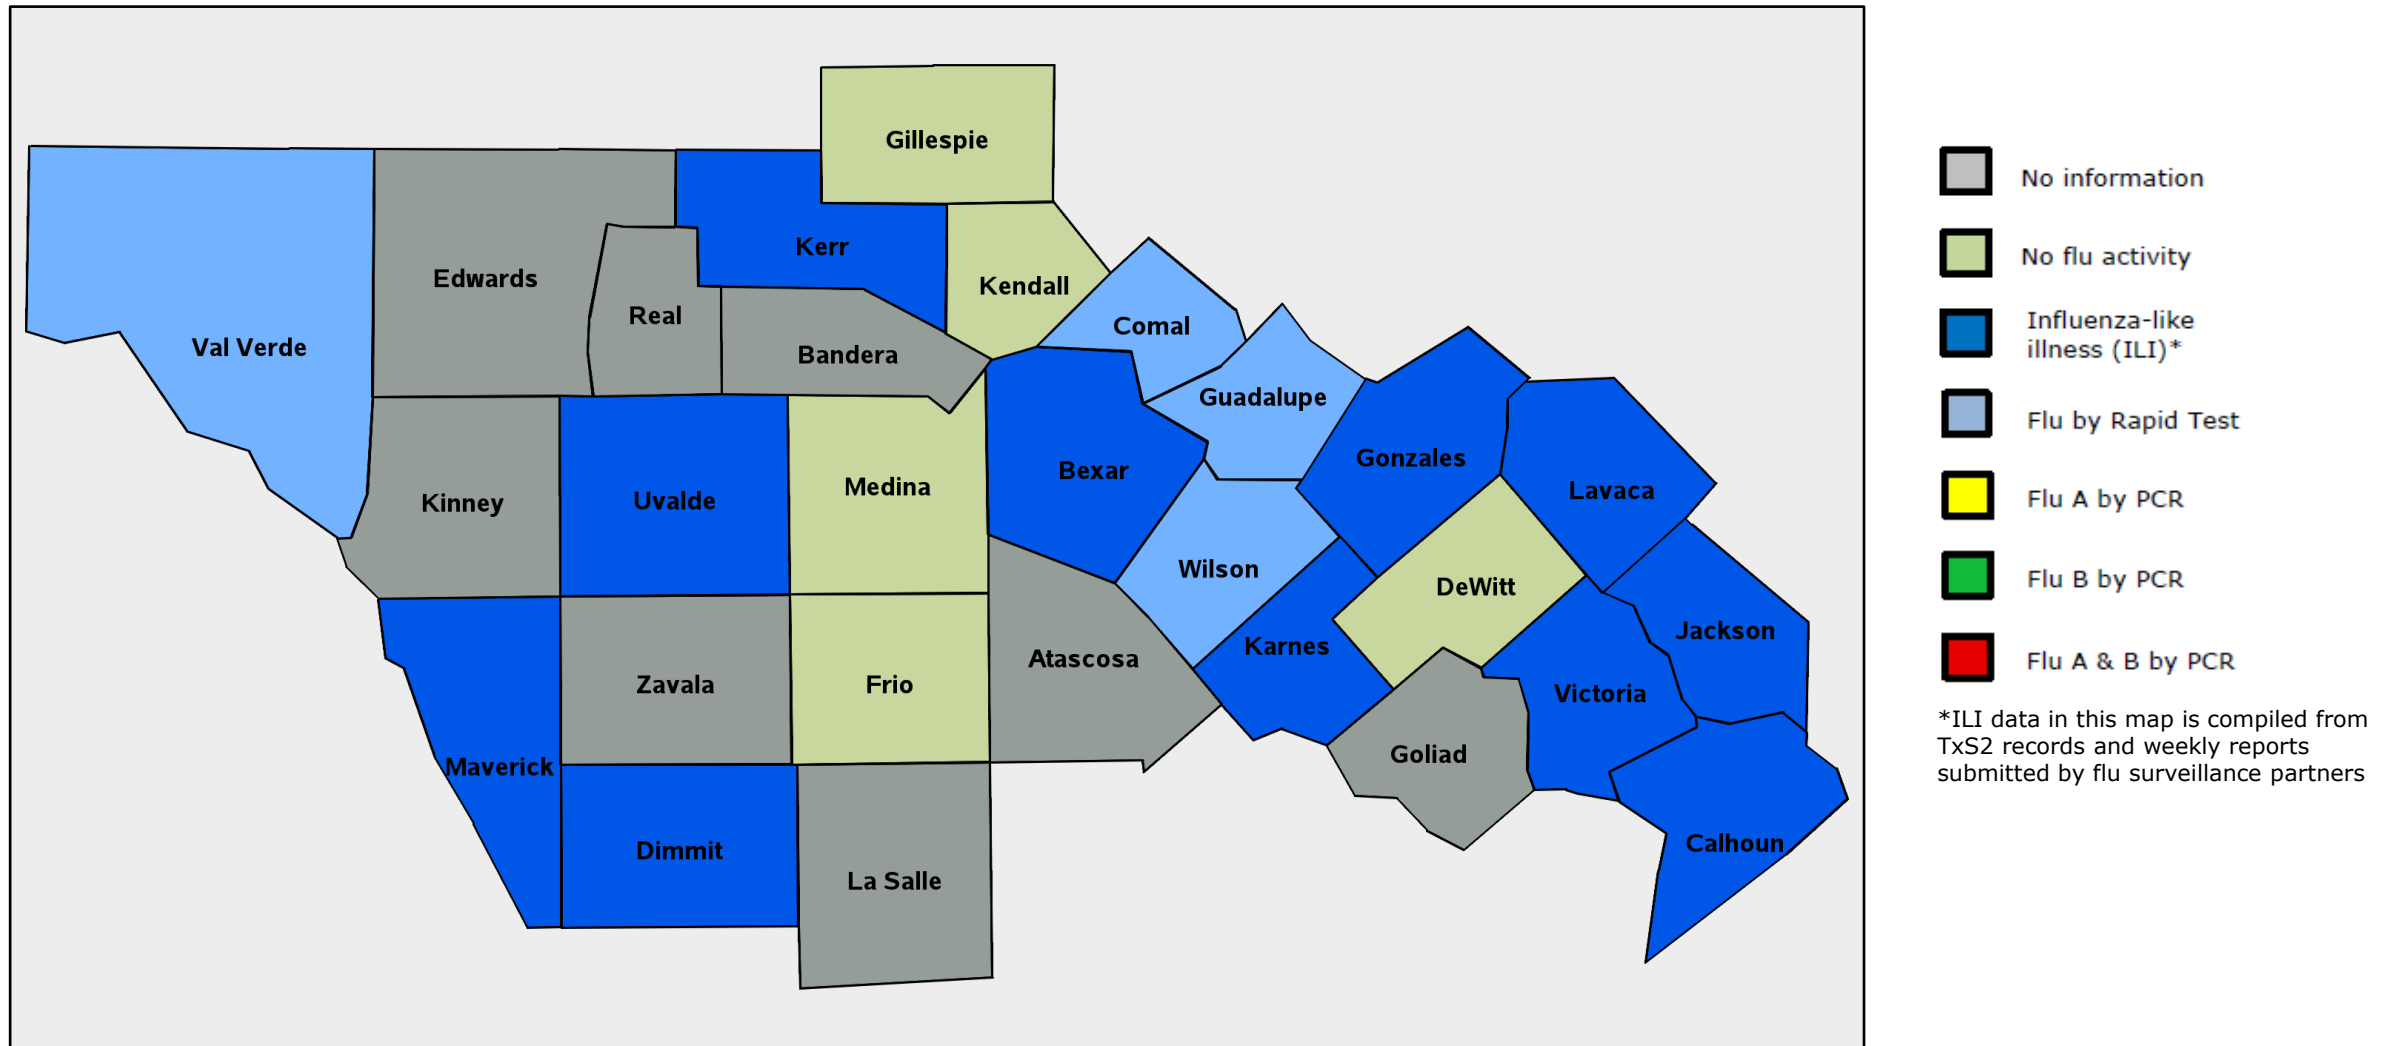 Gillespie
Kerr
Edwards
Kendall
Real
Comal
Val Verde
Bandera
Guadalupe
Gonzales
Bexar
Medina
Lavaca
Uvalde
Kinney
Wilson
DeWitt
Jackson
Karnes
Atascosa
Zavala
Frio
Victoria
Goliad
Maverick
Calhoun
Dimmit
La Salle
No information
No flu activity
Influenza-like
illness (ILI)*
Flu by Rapid Test
Flu A by PCR
Flu B by PCR
Flu A & B by PCR
*ILI data in this map is compiled from
TxS2 records and weekly reports
submitted by flu surveillance partners